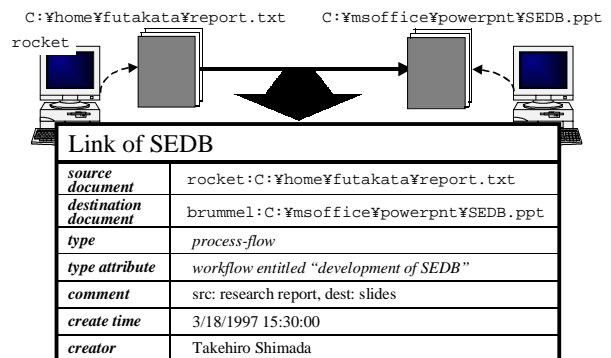 C:¥home¥futakata¥report.txt C:¥msoffice¥powerpnt¥SEDB.ppt
rocket
Link of SEDB
source document rocket:C:¥home¥futakata¥report.txt
destination document brummel:C:¥msoffice¥powerpnt¥SEDB.ppt
type process-flow
type attribute workflow entitled “development of SEDB”
comment src: research report, dest: slides
create time 3/18/1997 15:30:00
creator Takehiro Shimada